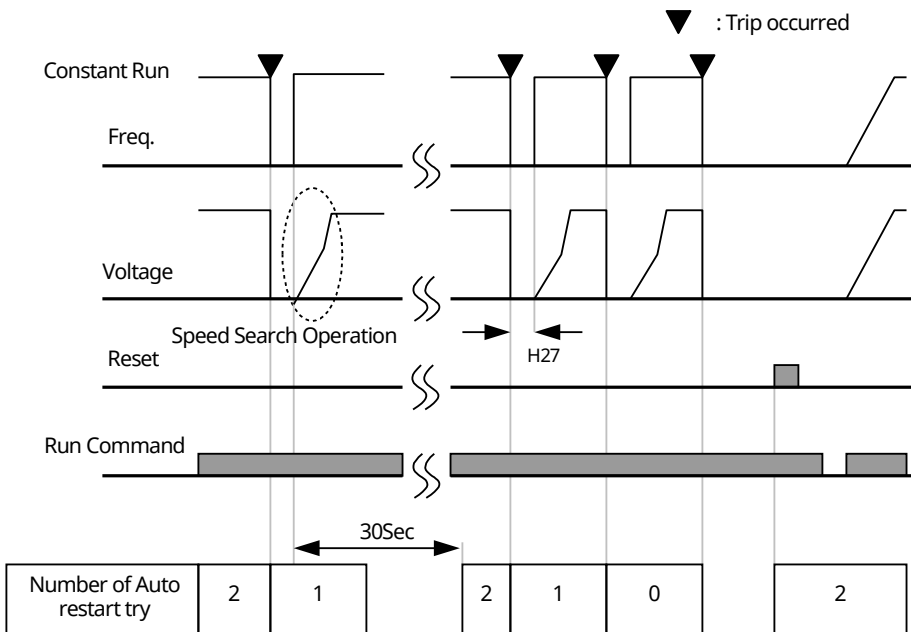 : Trip occurred
Constant Run
Freq.
Voltage
Speed Search Operation
H27
Reset
Run Command
30Sec
Number of Auto
restart try
2
1
2
1
0
2